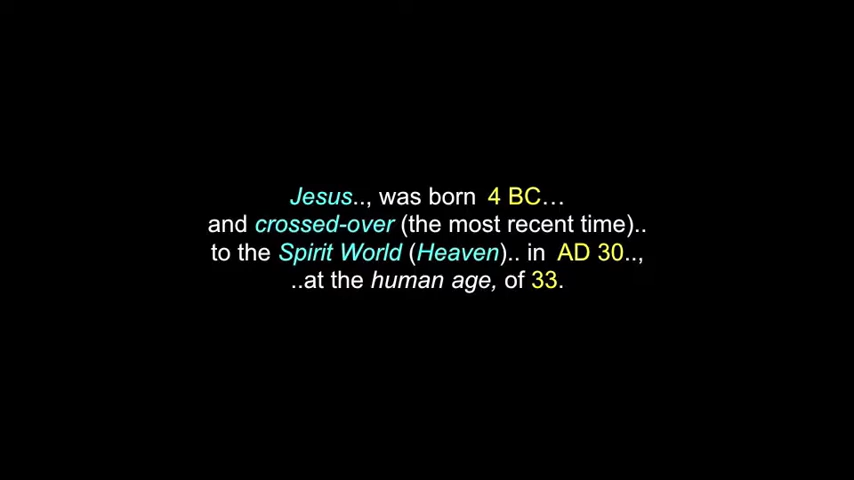 Jesus.., was born 4 BC…
and crossed-over (the most recent time)..
to the Spirit World (Heaven).. in AD 30..,
..at the human age, of 33.